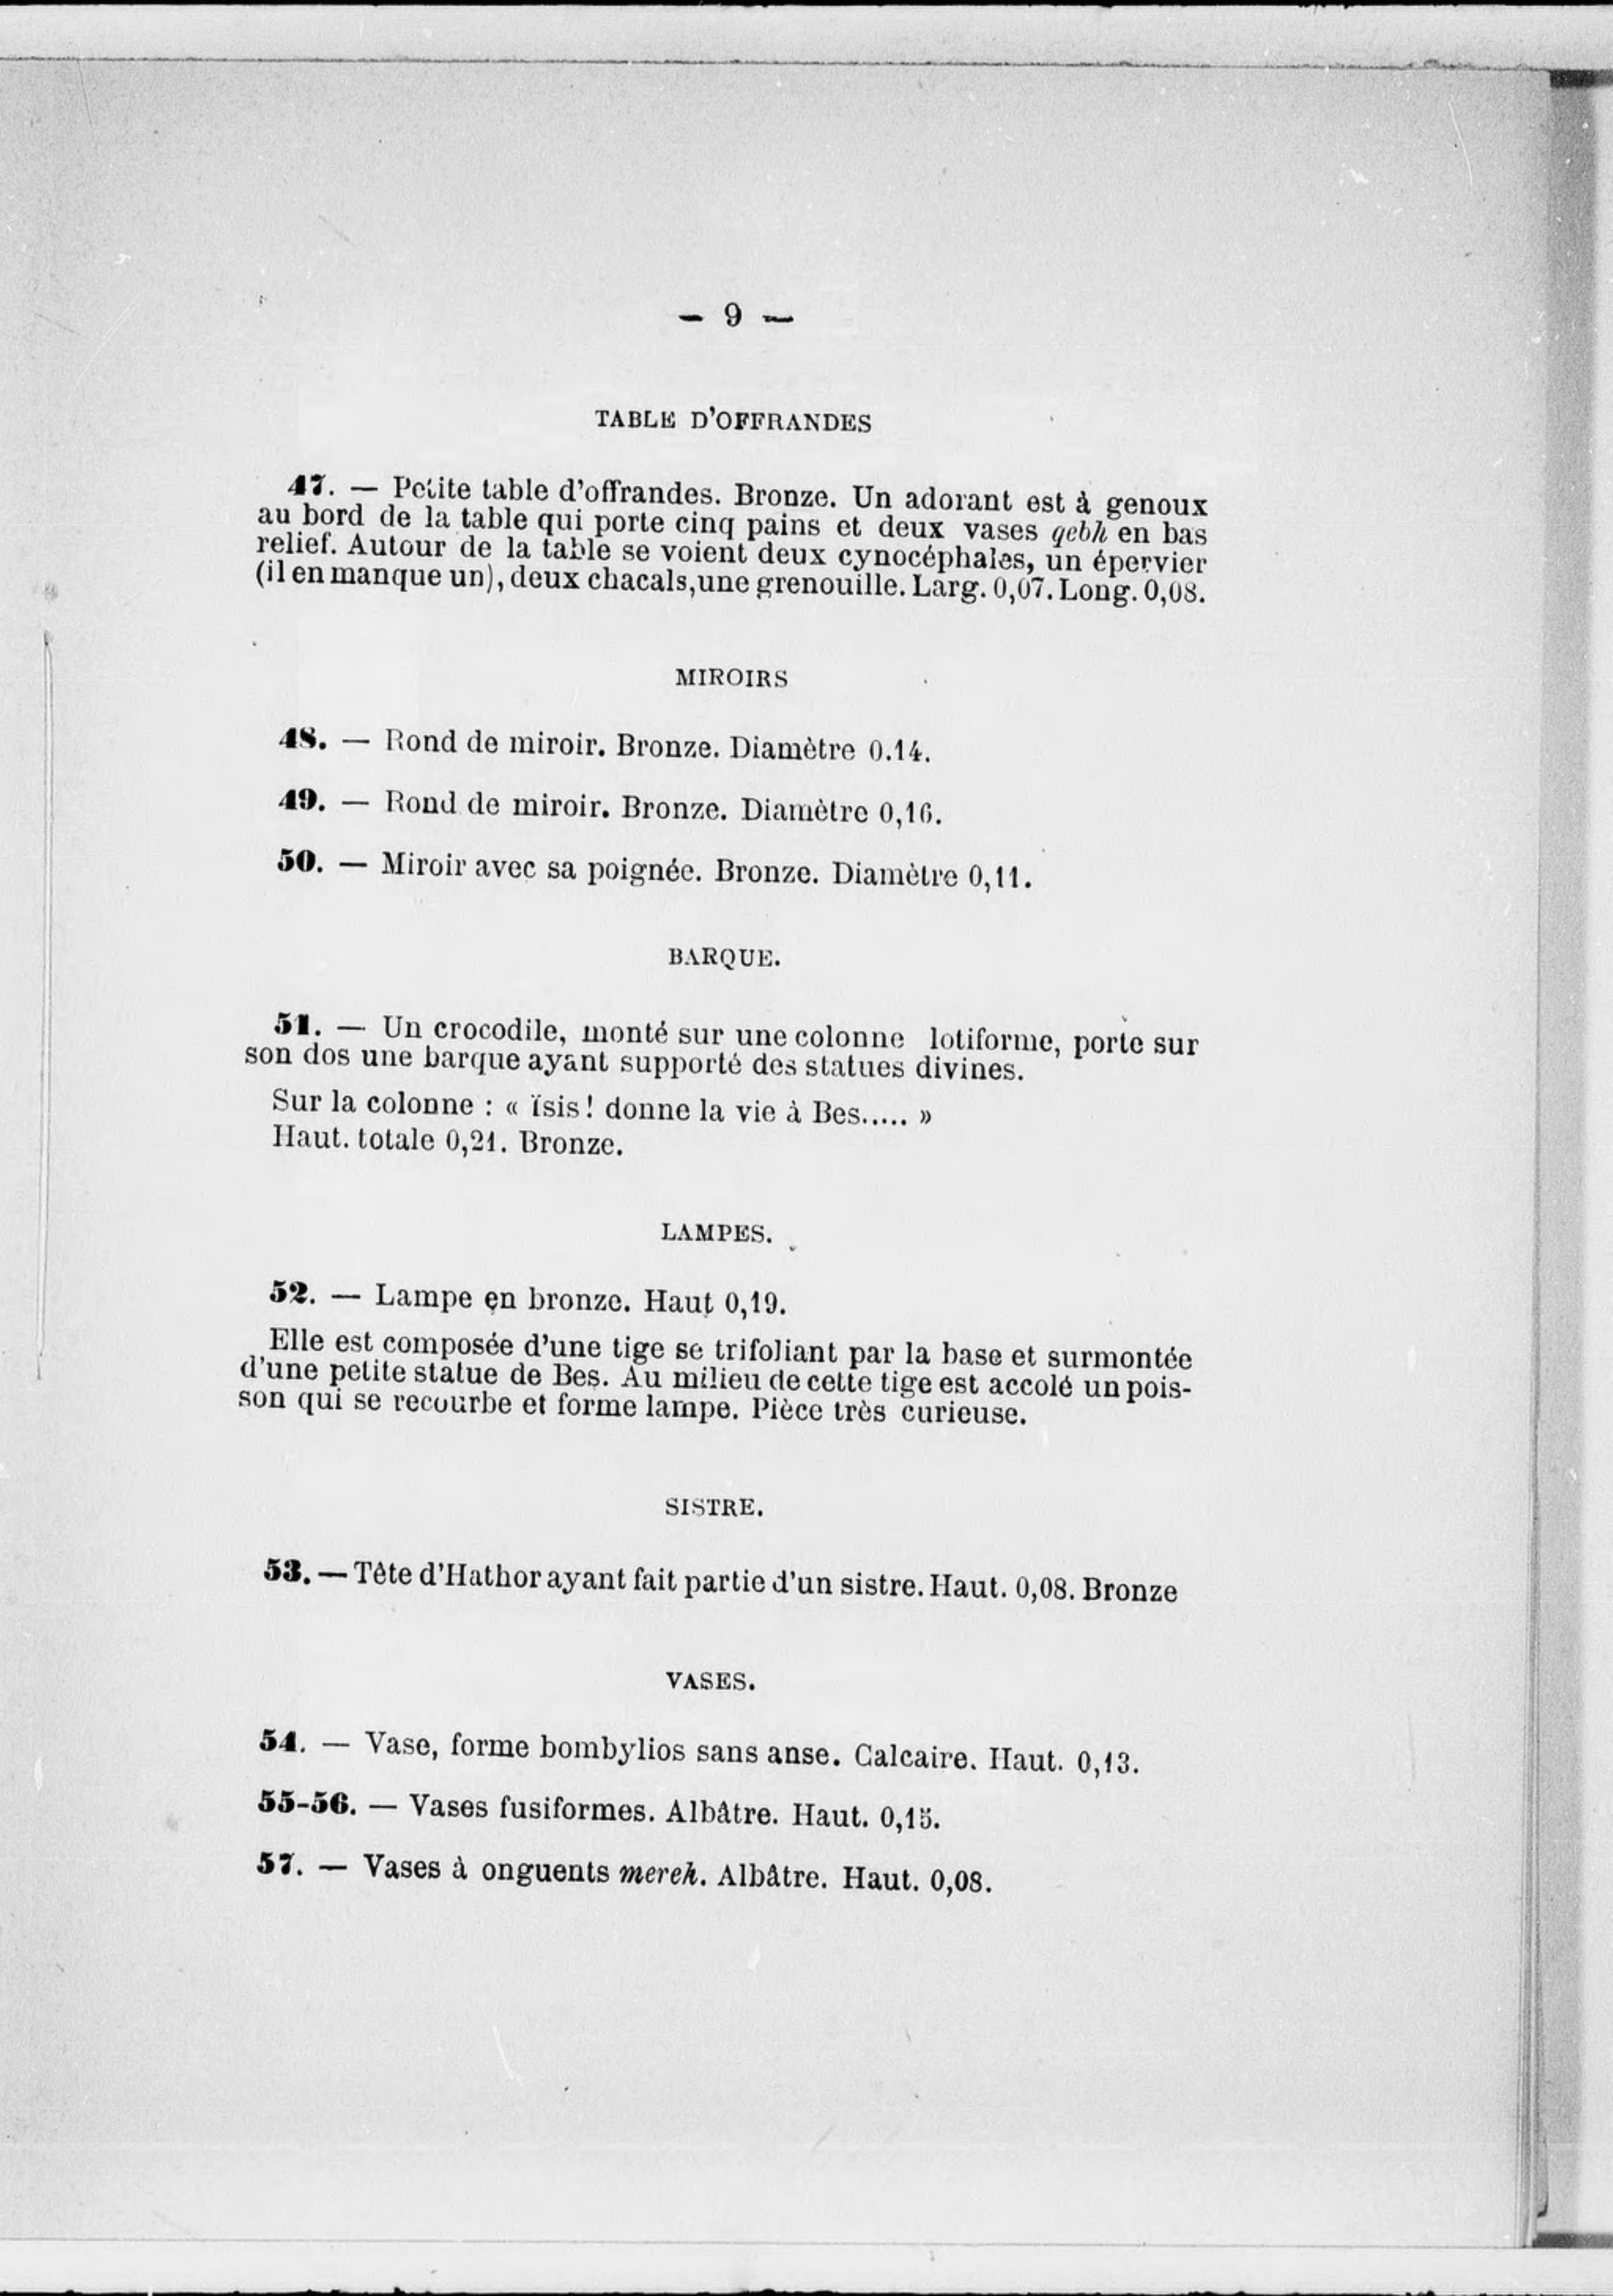 — 9 —
TABLE D'OFFRANDES
47. — Petite table d'offrandes. Bronze. Un adorant est à genoux
au bord de la table qui porte cinq pains et deux vases qebh en bas
relief. Autour de la table se voient deux cynocéphales, un épervier
(il en manque un), deux chacals, une grenouille. Larg. 0,07. Long. 0,08.
MIROIRS
48. — Rond de miroir. Bronze. Diamètre 0.14.
49. — Rond de miroir. Bronze. Diamètre 0,16.
50. — Miroir avec sa poignée. Bronze. Diamètre 0,11.
BARQUE.
51. — Un crocodile, monté sur une colonne lotiforme, porte sur
son dos une barque ayant supporté des statues divines.
Sur la colonne : « Ïsis! donne la vie à Bes..... »
Haut. totale 0,21. Bronze.
LAMPES.
52. — Lampe en bronze. Haut 0,19.
Elle est composée d'une tige se trifoliant par la base et surmontée
d'une petite statue de Bes. Au milieu de cette tige est accolé un pois-
son qui se recourbe et forme lampe. Pièce très curieuse.
SISTRE.
53. — Tête d'Hathor ayant fait partie d'un sistre. Haut. 0,08. Bronze
VASES.
54. — Vase, forme bombylios sans anse. Calcaire. Haut. 0,13.
55-56. — Vases fusiformes. Albâtre. Haut. 0,15.
57. — Vases à onguents mereh. Albâtre. Haut. 0,08.